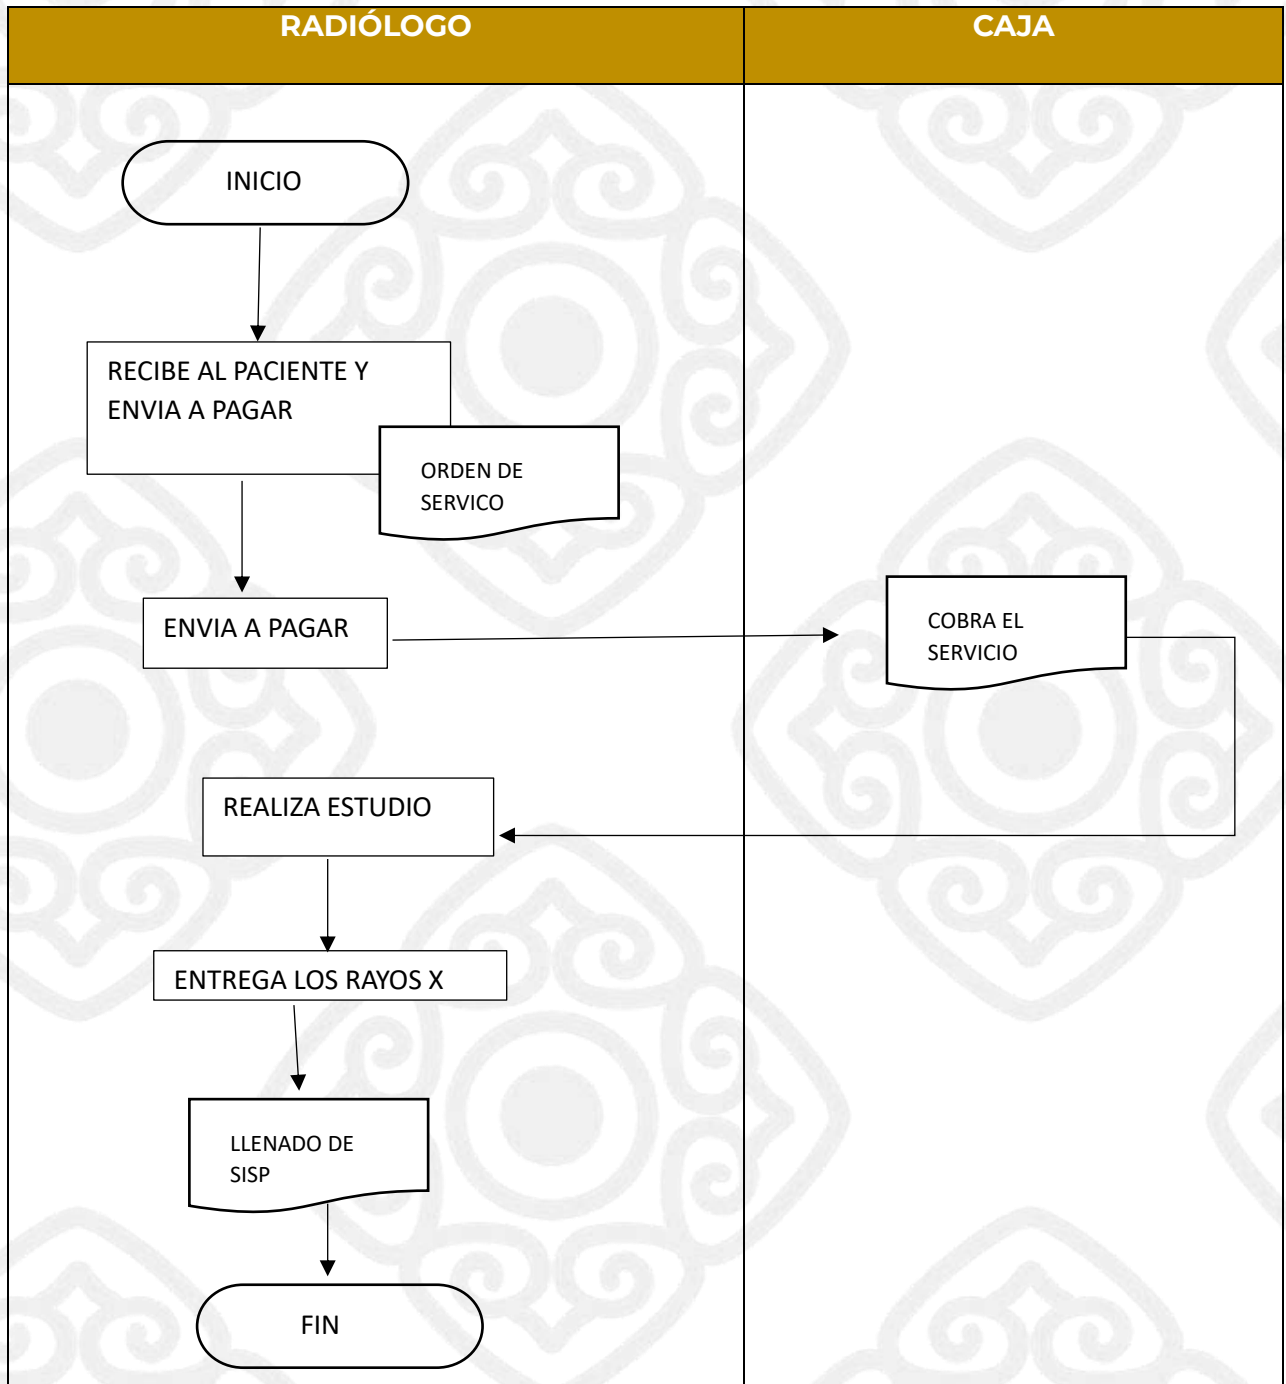 RADIÓLOGO
CAJA
INICIO
RECIBE AL PACIENTE Y
ENVIA A PAGAR
ORDEN DE
SERVICO
ENVIA A PAGAR
COBRA EL
SERVICIO
REALIZA ESTUDIO
ENTREGA LOS RAYOS X
LLENADO DE
SISP
FIN